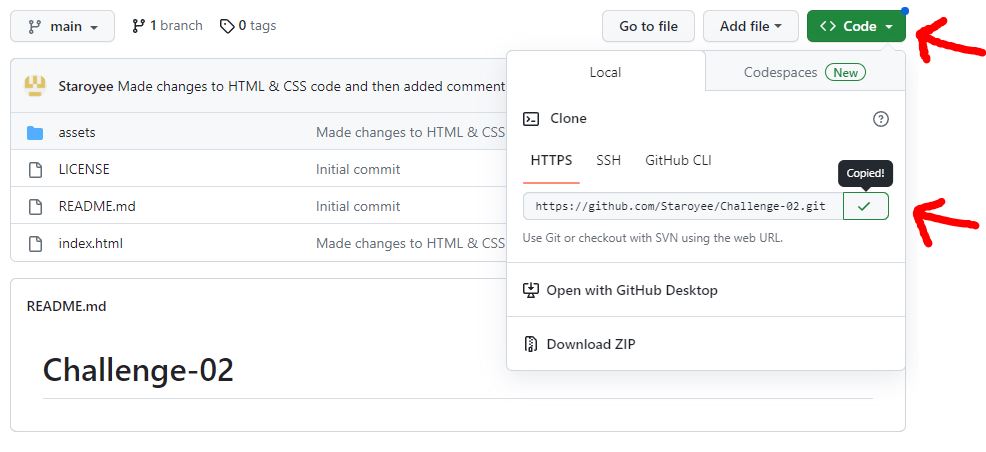 main 1 branch 0 tags Go to file Add file Code
Staroyee Made changes to HTML & CSS code and then added comment
assets Made changes to HTML & CSS
LICENSE Initial commit
README.md Initial commit
index.html Made changes to HTML & CSS
README.md
Challenge-02
Local Codespaces New
Clone
HTTPS SSH GitHub CLI
Copied!
https://github.com/Staroyee/Challenge-02.git
Use Git or checkout with SVN using the web URL.
Open with GitHub Desktop
Download ZIP